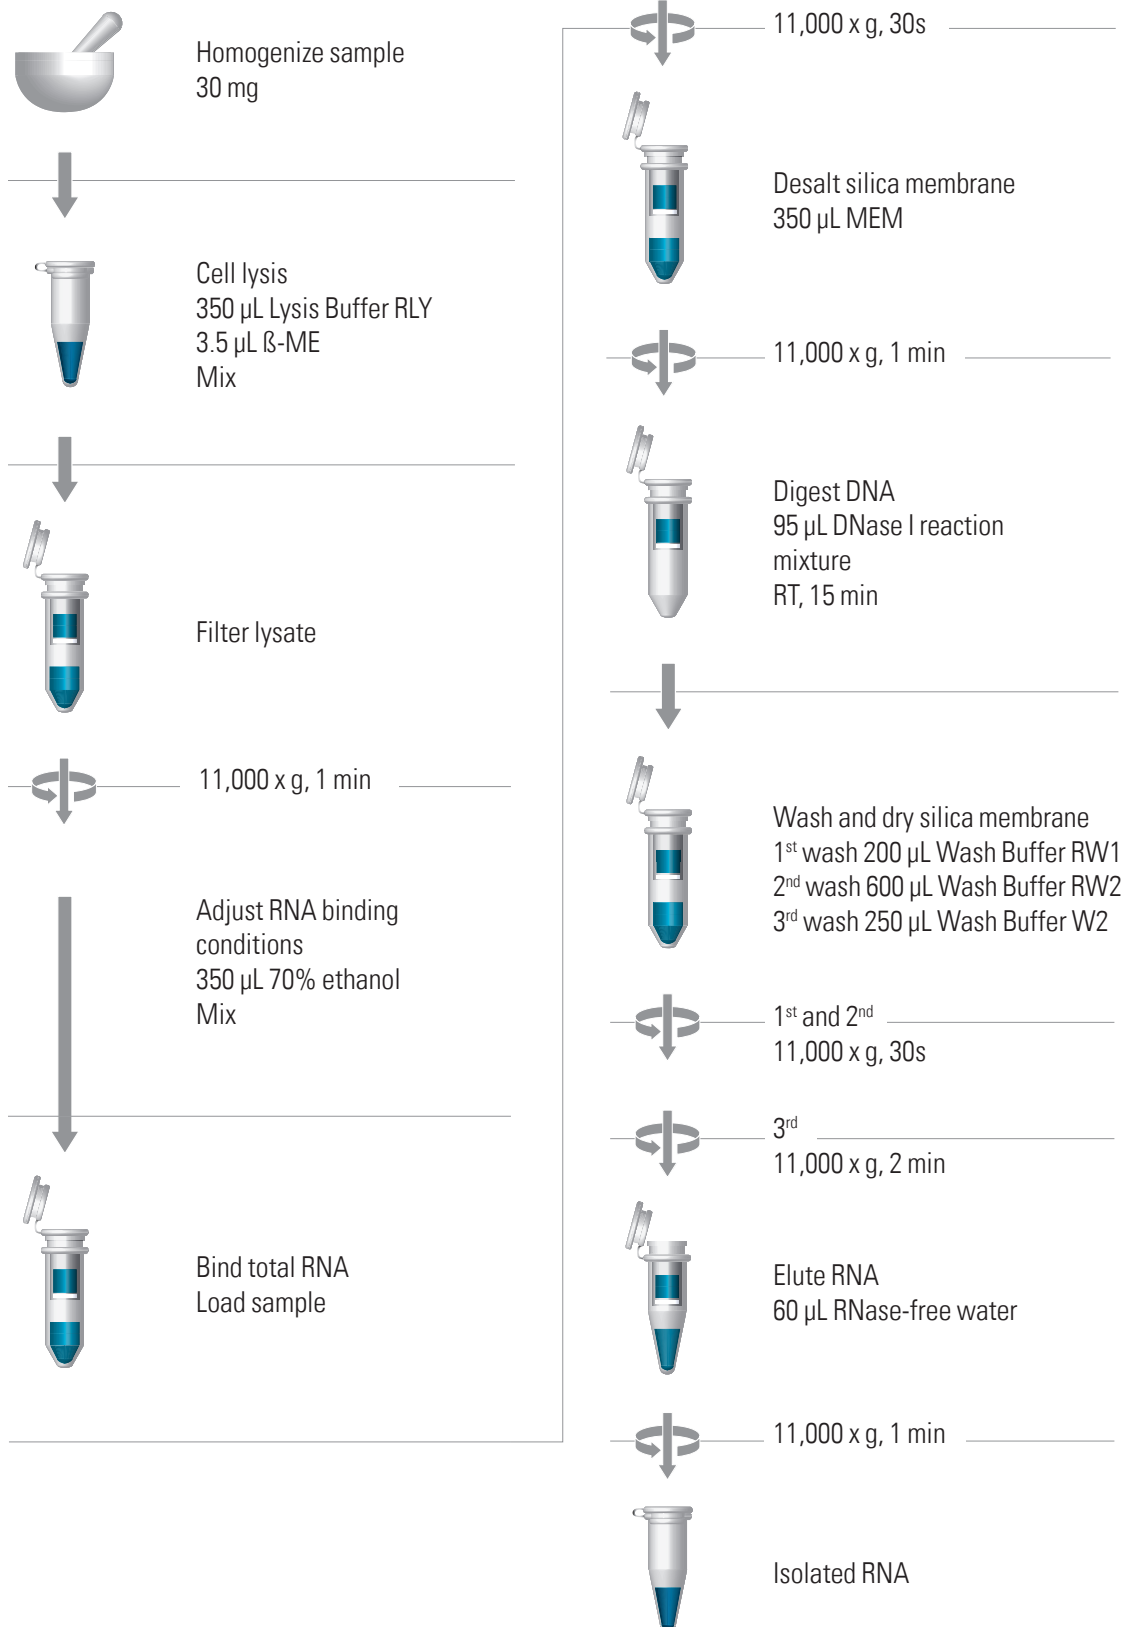 Homogenize sample
30 mg
Cell lysis
350 µL Lysis Buffer RLY
3.5 µL ß-ME
Mix
Filter lysate
11,000 x g, 1 min
Adjust RNA binding
conditions
350 µL 70% ethanol
Mix
Bind total RNA
Load sample
11,000 x g, 30s
Desalt silica membrane
350 µL MEM
11,000 x g, 1 min
Digest DNA
95 µL DNase I reaction
mixture
RT, 15 min
Wash and dry silica membrane
1st wash 200 µL Wash Buffer RW1
2nd wash 600 µL Wash Buffer RW2
3rd wash 250 µL Wash Buffer W2
1st and 2nd
11,000 x g, 30s
3rd
11,000 x g, 2 min
Elute RNA
60 µL RNase-free water
11,000 x g, 1 min
Isolated RNA